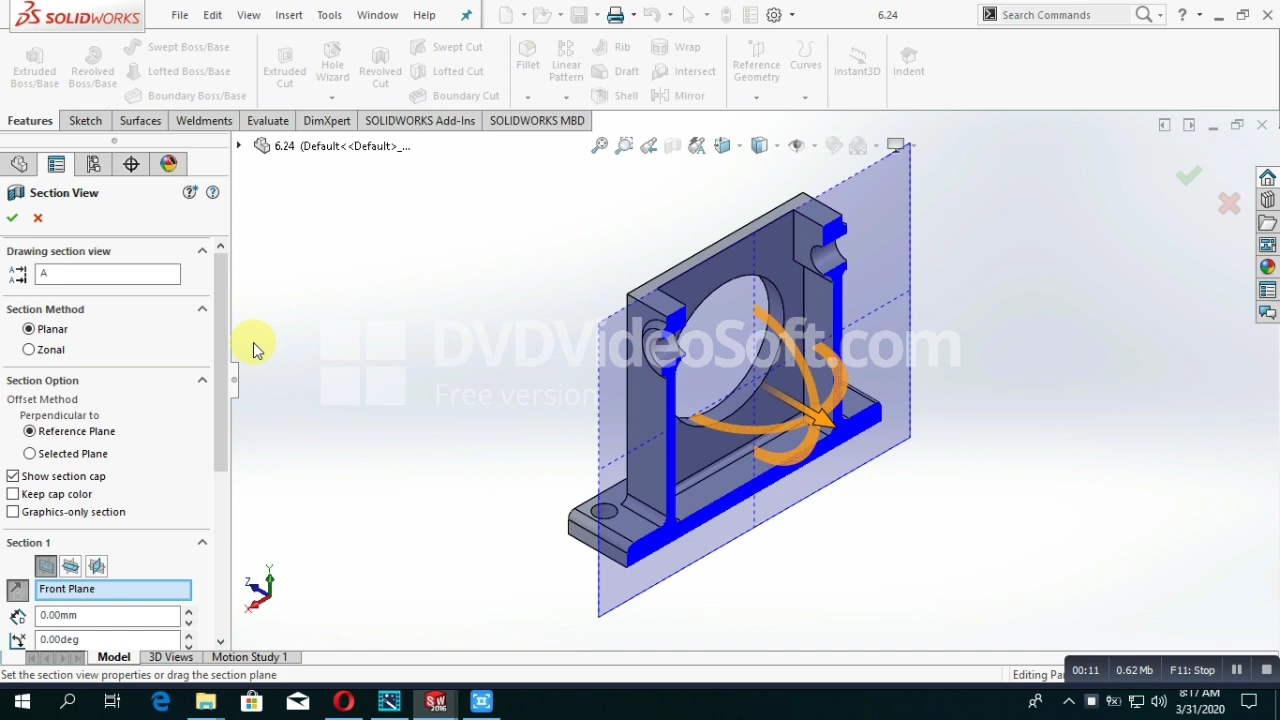 SOLIDWORKS
File Edit View Insert Tools Window Help
6.24
Search Commands
?
Extruded Boss/Base
Revolved Boss/Base
Swept Boss/Base
Lofted Boss/Base
Boundary Boss/Base
Extruded Cut
Hole Wizard
Revolved Cut
Swept Cut
Lofted Cut
Boundary Cut
Fillet
Linear Pattern
Rib
Draft
Shell
Wrap
Intersect
Mirror
Reference Geometry
Curves
Instant3D
Indent
Features Sketch Surfaces Weldments Evaluate DimXpert SOLIDWORKS Add-Ins SOLIDWORKS MBD
6.24 (Default<<Default>_...
Section View
Drawing section view
A
Section Method
Planar
Zonal
Section Option
Offset Method
Perpendicular to
Reference Plane
Selected Plane
Show section cap
Keep cap color
Graphics-only section
Section 1
Front Plane
0.00mm
0.00deg
DVDVideoSoft.com
Free version
Y
Z
X
Model 3D Views Motion Study 1
Set the section view properties or drag the section plane
Editing Pa
00:11 0.62 Mb F11: Stop
SW
2016
8:17 AM
3/31/2020